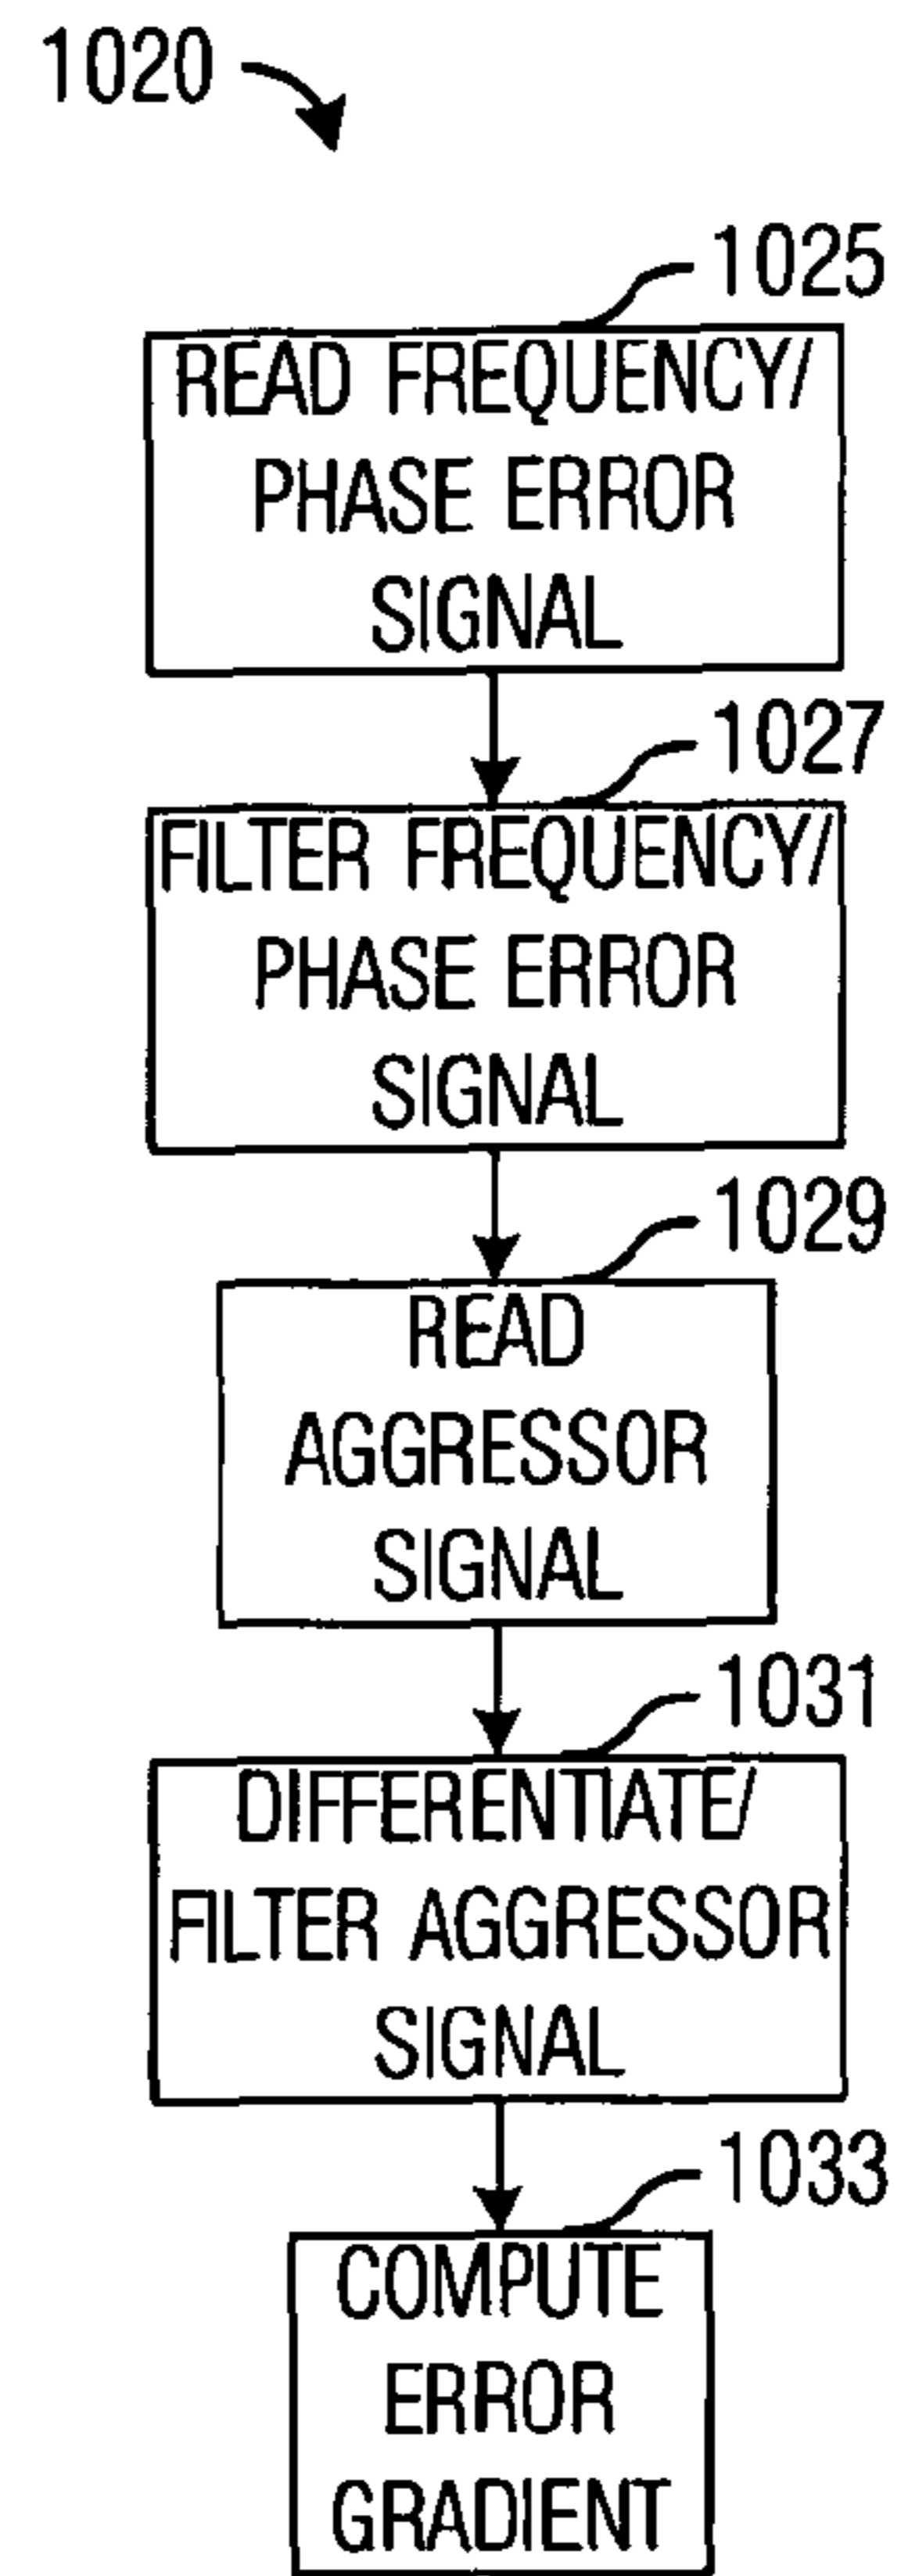 1020
1025
READ FREQUENCY/
PHASE ERROR
SIGNAL
1027
FILTER FREQUENCY/
PHASE ERROR
SIGNAL
1029
READ
AGGRESSOR
SIGNAL
1031
DIFFERENTIATE/
FILTER AGGRESSOR
SIGNAL
1033
COMPUTE
ERROR
GRADIENT